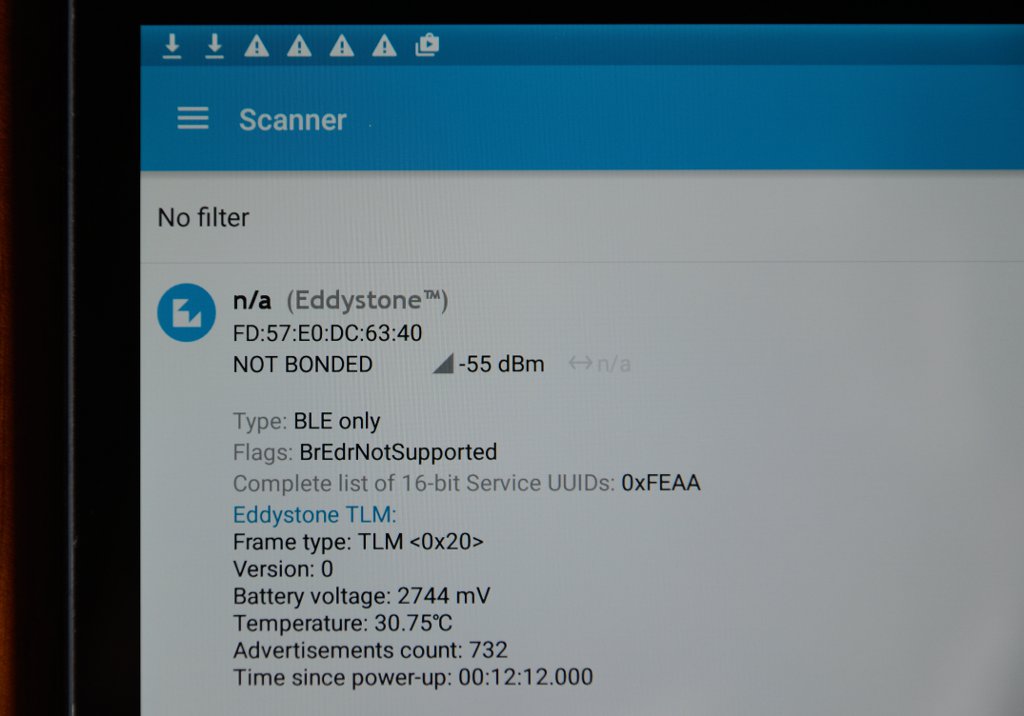 Scanner
No filter
n/a (Eddystone™)
FD:57:E0:DC:63:40
NOT BONDED -55 dBm ↔n/a
Type: BLE only
Flags: BrEdrNotSupported
Complete list of 16-bit Service UUIDs: 0xFEAA
Eddystone TLM:
Frame type: TLM <0x20>
Version: 0
Battery voltage: 2744 mV
Temperature: 30.75℃
Advertisements count: 732
Time since power-up: 00:12:12.000